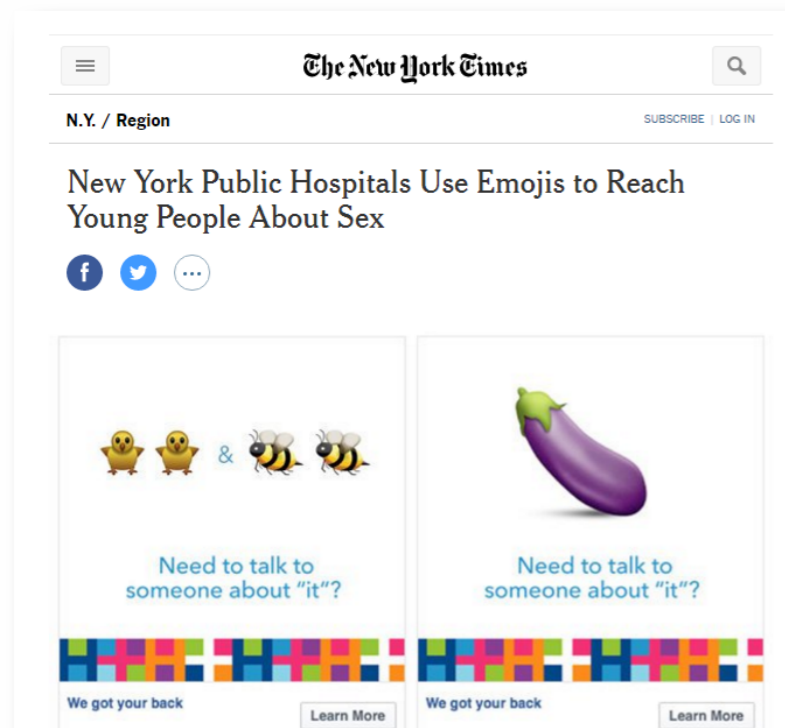 The New York Times
N.Y. / Region
SUBSCRIBE | LOG IN
New York Public Hospitals Use Emojis to Reach
Young People About Sex
&
Need to talk to
someone about "it"?
We got your back
Learn More
Need to talk to
someone about "it"?
We got your back
Learn More